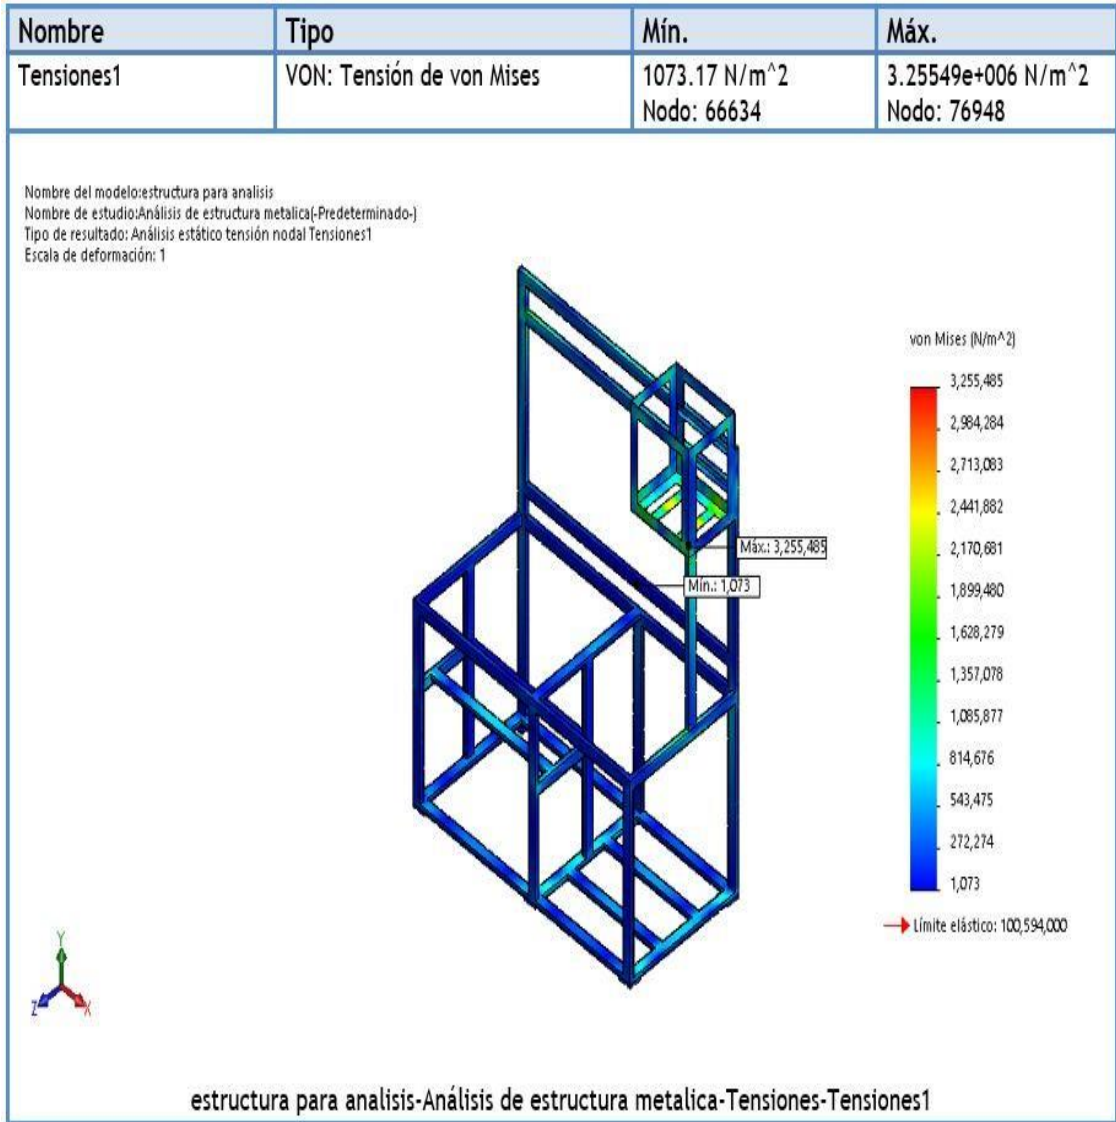 Nombre Tipo Mín. Máx.
Tensiones1 VON: Tensión de von Mises 1073.17 N/m^2 3.25549e+006 N/m^2
Nodo: 66634 Nodo: 76948
Nombre del modelo:estructura para analisis
Nombre de estudio:Análisis de estructura metalica(-Predeterminado-)
Tipo de resultado: Análisis estático tensión nodal Tensiones1
Escala de deformación: 1
von Mises (N/m^2)
3,255,485
2,984,284
2,713,083
2,441,882
2,170,681
1,899,480
1,628,279
1,357,078
1,085,877
814,676
543,475
272,274
1,073
Límite elástico: 100,594,000
Máx.: 3,255,485
Mín.: 1,073
Y
Z X
estructura para analisis-Análisis de estructura metalica-Tensiones-Tensiones1